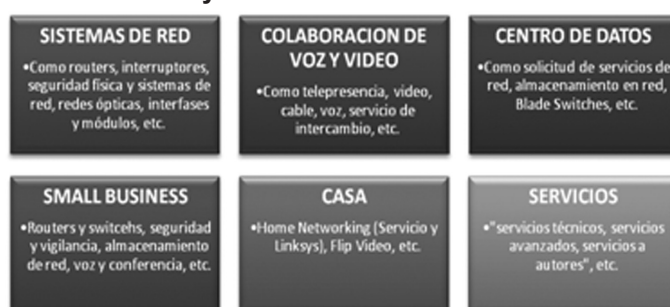 SISTEMAS DE RED
•Como routers, interruptores,
seguridad física y sistemas de
red, redes ópticas, interfases
y módulos, etc.
COLABORACION DE
VOZ Y VIDEO
•Como telepresencia, video,
cable, voz, servicio de
intercambio, etc.
CENTRO DE DATOS
•Como solicitud de servicios de
red, almacenamiento en red,
Blade Switches, etc.
SMALL BUSINESS
•Routers y switcehs, seguridad
y vigilancia, almacenamiento
de red, voz y conferencia, etc.
CASA
•Home Networking (Servicio y
Linksys), Flip Video, etc.
SERVICIOS
•"servicios técnicos, servicios
avanzados, servicios a
autores", etc.